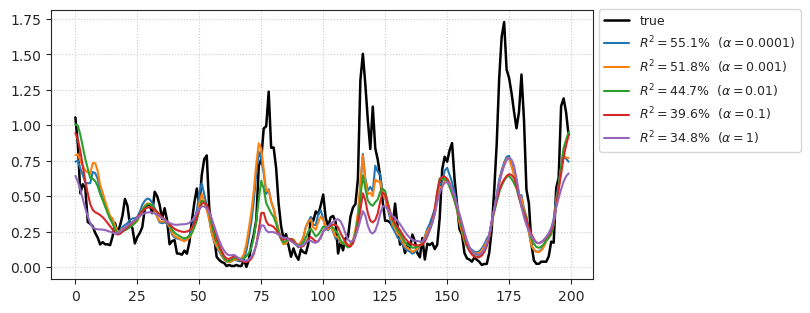 1.75
1.50
1.25
1.00
0.75
0.50
0.25
0.00
0 25 50 75 100 125 150 175 200
true
R² = 55.1% (α = 0.0001)
R² = 51.8% (α = 0.001)
R² = 44.7% (α = 0.01)
R² = 39.6% (α = 0.1)
R² = 34.8% (α = 1)